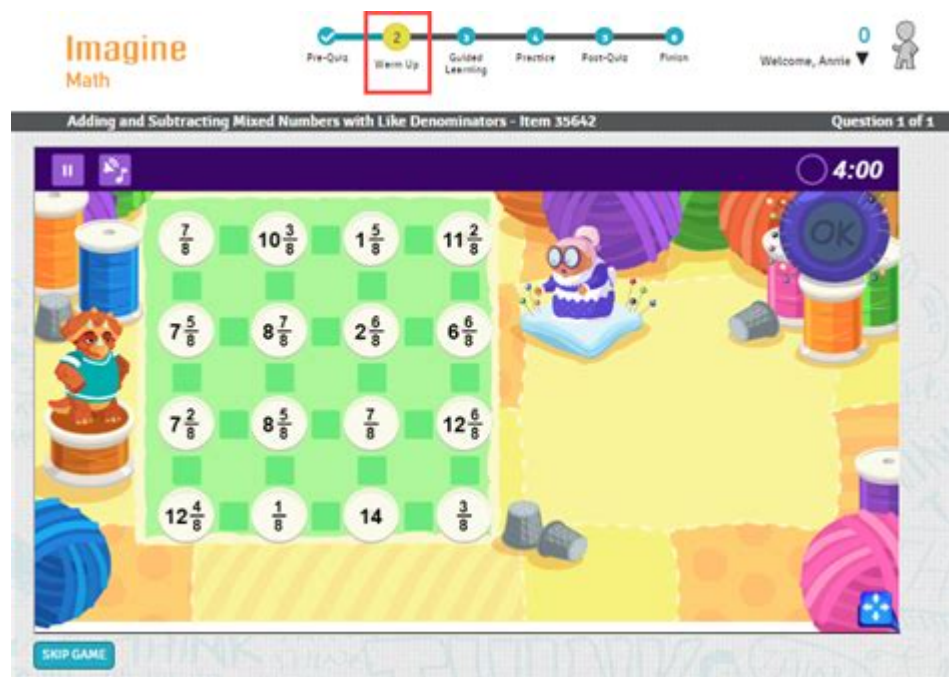 Imagine
Math
2
3
4
5
6
Pre-Quiz
Warm Up
Guided
Learning
Practice
Post-Quiz
Finish
0
Welcome, Annie ▼
Adding and Subtracting Mixed Numbers with Like Denominators - Item 35642
Question 1 of 1
4:00
OK
7/8 10 3/8 1 5/8 11 2/8
7 5/8 8 7/8 2 6/8 6 6/8
7 2/8 8 5/8 7/8 12 6/8
12 4/8 1/8 14 3/8
SKIP GAME